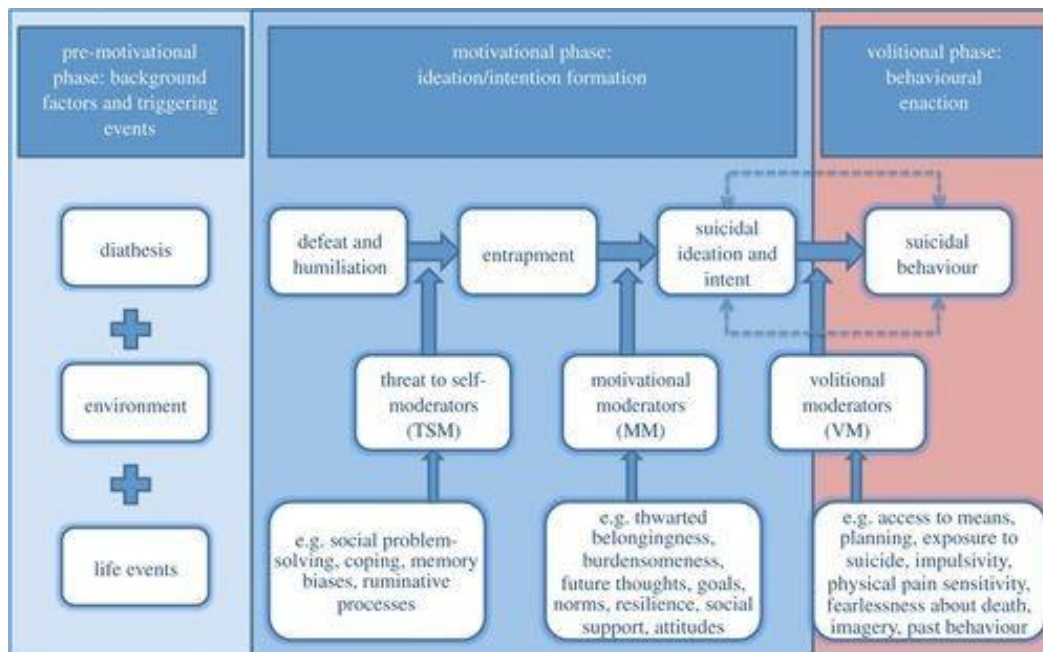 pre-motivational
phase: background
factors and triggering
events
motivational phase:
ideation/intention formation
volitional phase:
behavioural
enaction
diathesis
environment
life events
defeat and
humiliation
entrapment
suicidal
ideation and
intent
suicidal
behaviour
threat to self-
moderators
(TSM)
motivational
moderators
(MM)
volitional
moderators
(VM)
e.g. social problem-
solving, coping, memory
biases, ruminative
processes
e.g. thwarted
belongingness,
burdensomeness,
future thoughts, goals,
norms, resilience, social
support, attitudes
e.g. access to means,
planning, exposure to
suicide, impulsivity,
physical pain sensitivity,
fearlessness about death,
imagery, past behaviour